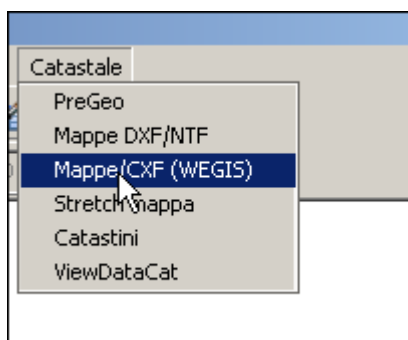 Catastale
PreGeo
Mappe DXF/NTF
Mappe/CXF (WEGIS)
Stretch mappa
Catastini
ViewDataCat